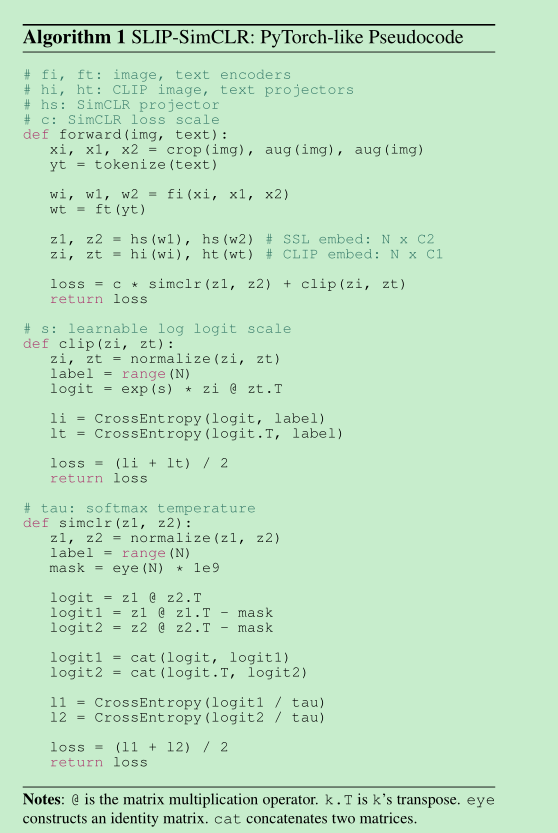 Algorithm 1 SLIP-SimCLR: PyTorch-like Pseudocode
# fi, ft: image, text encoders
# hi, ht: CLIP image, text projectors
# hs: SimCLR projector
# c: SimCLR loss scale
def forward(img, text):
xi, x1, x2 = crop(img), aug(img), aug(img)
yt = tokenize(text)
wi, w1, w2 = fi(xi, x1, x2)
wt = ft(yt)
z1, z2 = hs(w1), hs(w2) # SSL embed: N x C2
zi, zt = hi(wi), ht(wt) # CLIP embed: N x C1
loss = c * simclr(z1, z2) + clip(zi, zt)
return loss
# s: learnable log logit scale
def clip(zi, zt):
zi, zt = normalize(zi, zt)
label = range(N)
logit = exp(s) * zi @ zt.T
li = CrossEntropy(logit, label)
lt = CrossEntropy(logit.T, label)
loss = (li + lt) / 2
return loss
# tau: softmax temperature
def simclr(z1, z2):
z1, z2 = normalize(z1, z2)
label = range(N)
mask = eye(N) * 1e9
logit = z1 @ z2.T
logit1 = z1 @ z1.T - mask
logit2 = z2 @ z2.T - mask
logit1 = cat(logit, logit1)
logit2 = cat(logit.T, logit2)
l1 = CrossEntropy(logit1 / tau)
l2 = CrossEntropy(logit2 / tau)
loss = (l1 + l2) / 2
return loss
Notes: @ is the matrix multiplication operator. k.T is k's transpose. eye
constructs an identity matrix. cat concatenates two matrices.